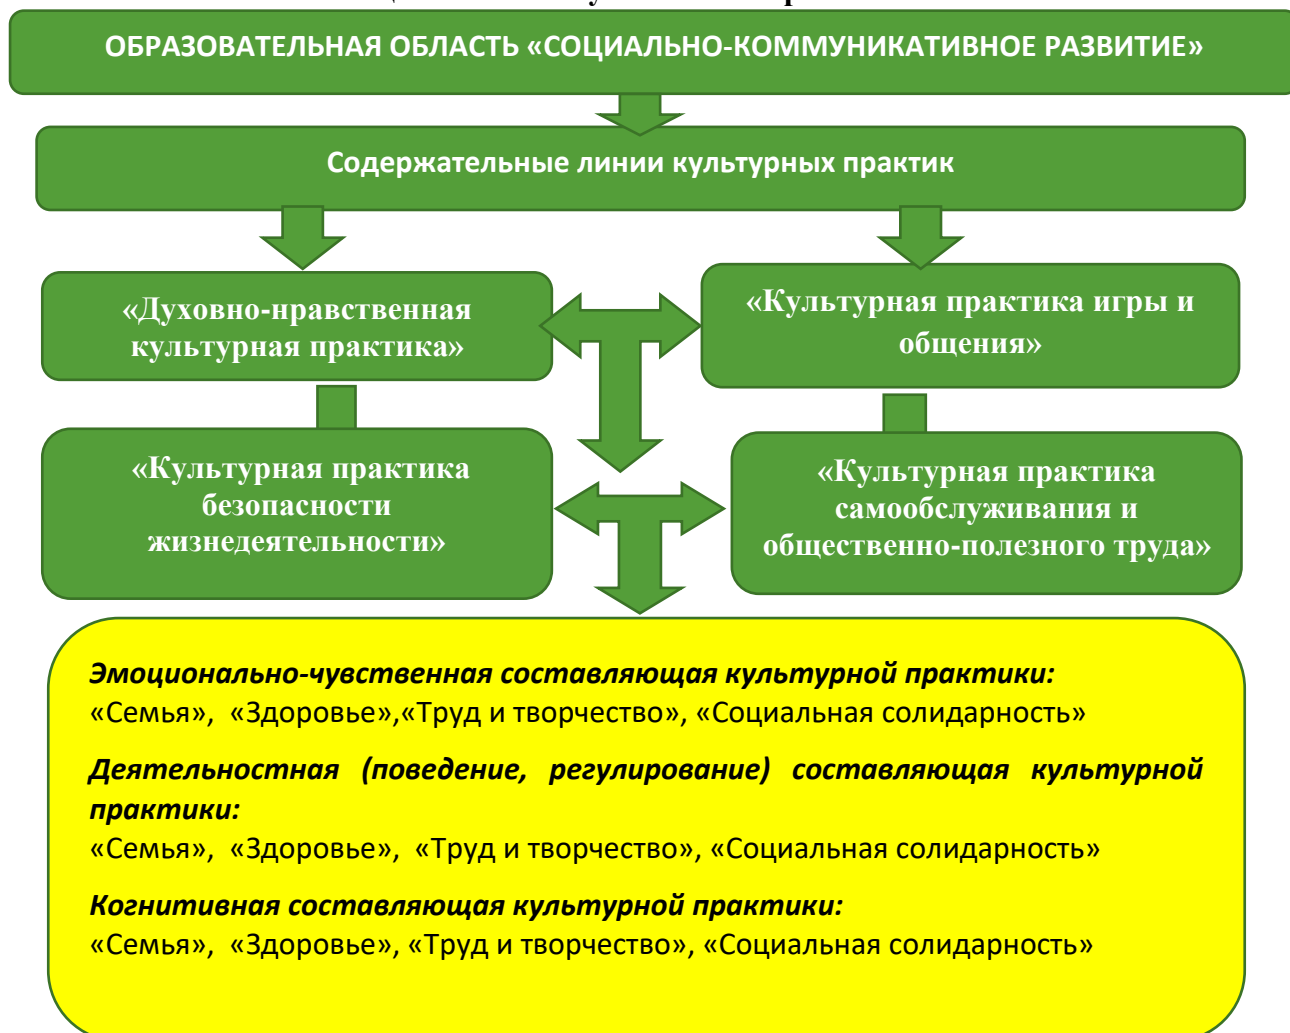 ОБРАЗОВАТЕЛЬНАЯ ОБЛАСТЬ «СОЦИАЛЬНО-КОММУНИКАТИВНОЕ РАЗВИТИЕ»
Содержательные линии культурных практик
«Духовно-нравственная
культурная практика»
«Культурная практика игры и
общения»
«Культурная практика
безопасности
жизнедеятельности»
«Культурная практика
самообслуживания и
общественно-полезного труда»
Эмоционально-чувственная составляющая культурной практики:
«Семья», «Здоровье»,«Труд и творчество», «Социальная солидарность»
Деятельностная (поведение, регулирование) составляющая культурной
практики:
«Семья», «Здоровье», «Труд и творчество», «Социальная солидарность»
Когнитивная составляющая культурной практики:
«Семья», «Здоровье», «Труд и творчество», «Социальная солидарность»